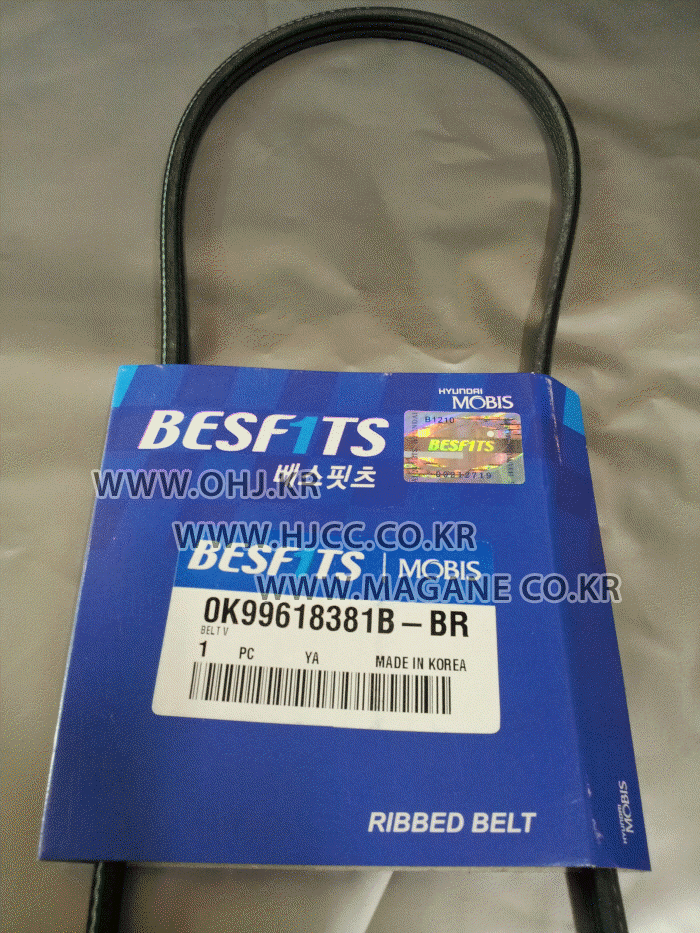 HYUNDAI
MOBIS
BESF1TS
B1210
BESF1TS
베스핏츠
WWW.OHJ.KR
WWW.HJCC.CO.KR
BESF1TS | MOBIS
WWW.MAGANE.CO.KR
0K99618381B-BR
BELT V
1 PC YA MADE IN KOREA
RIBBED BELT
HYUNDAI
MOBIS